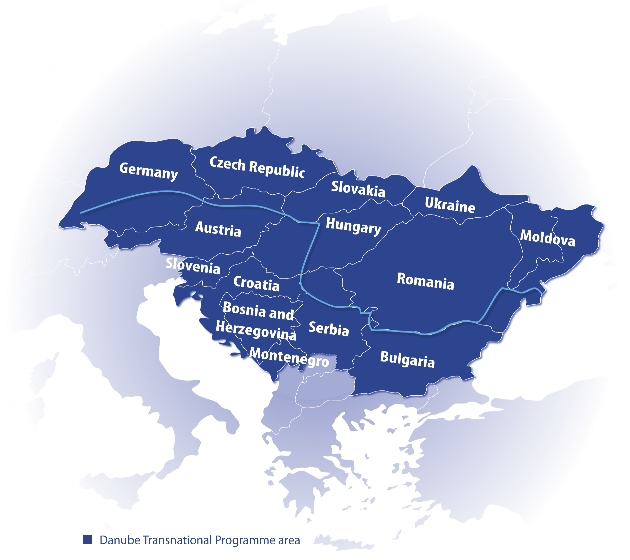 Germany
Czech Republic
Slovakia
Ukraine
Austria
Hungary
Moldova
Slovenia
Croatia
Romania
Bosnia and
Herzegovina
Serbia
Montenegro
Bulgaria
Danube Transnational Programme area